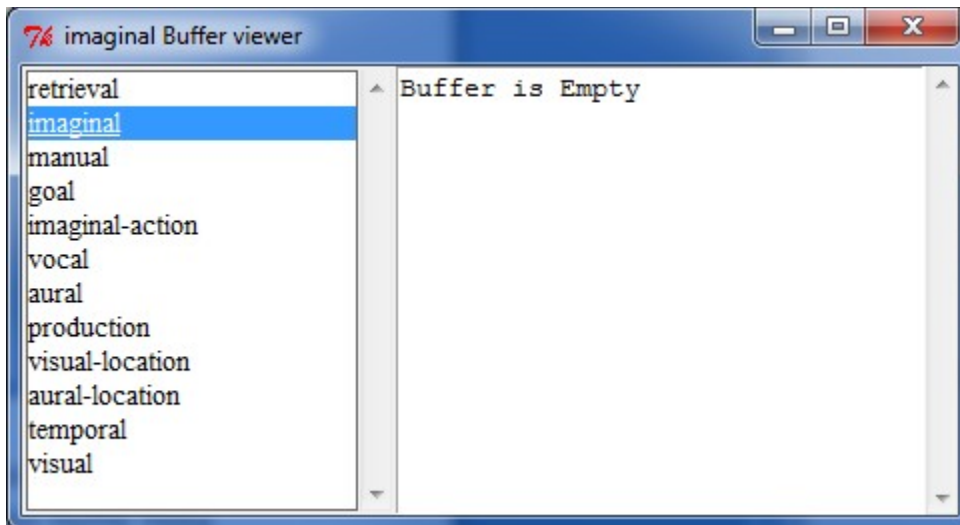 imaginal Buffer viewer
retrieval
imaginal
manual
goal
imaginal-action
vocal
aural
production
visual-location
aural-location
temporal
visual
Buffer is Empty